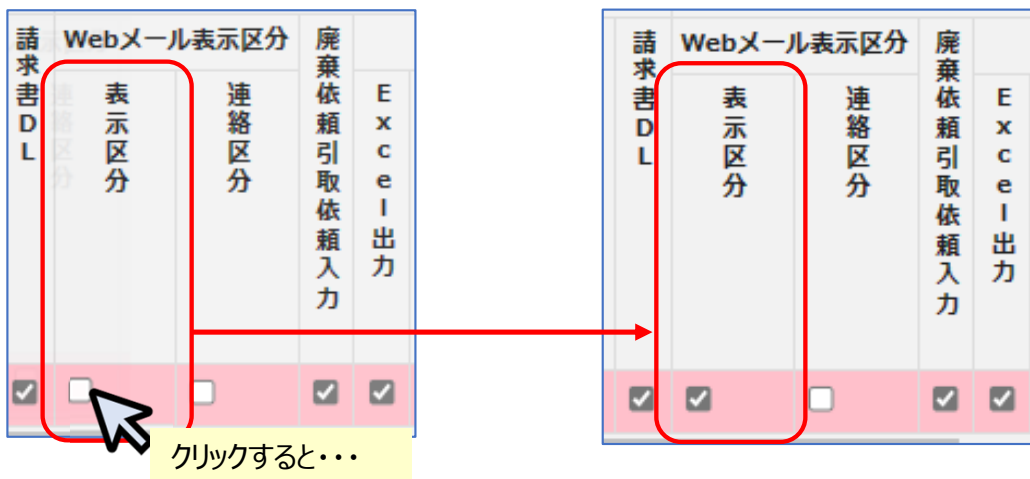 請求書DL
Webメール表示区分
表示区分
連絡区分
廃棄依頼引取依頼入力
Excel出力
クリックすると・・・
請求書DL
Webメール表示区分
表示区分
連絡区分
廃棄依頼引取依頼入力
Excel出力